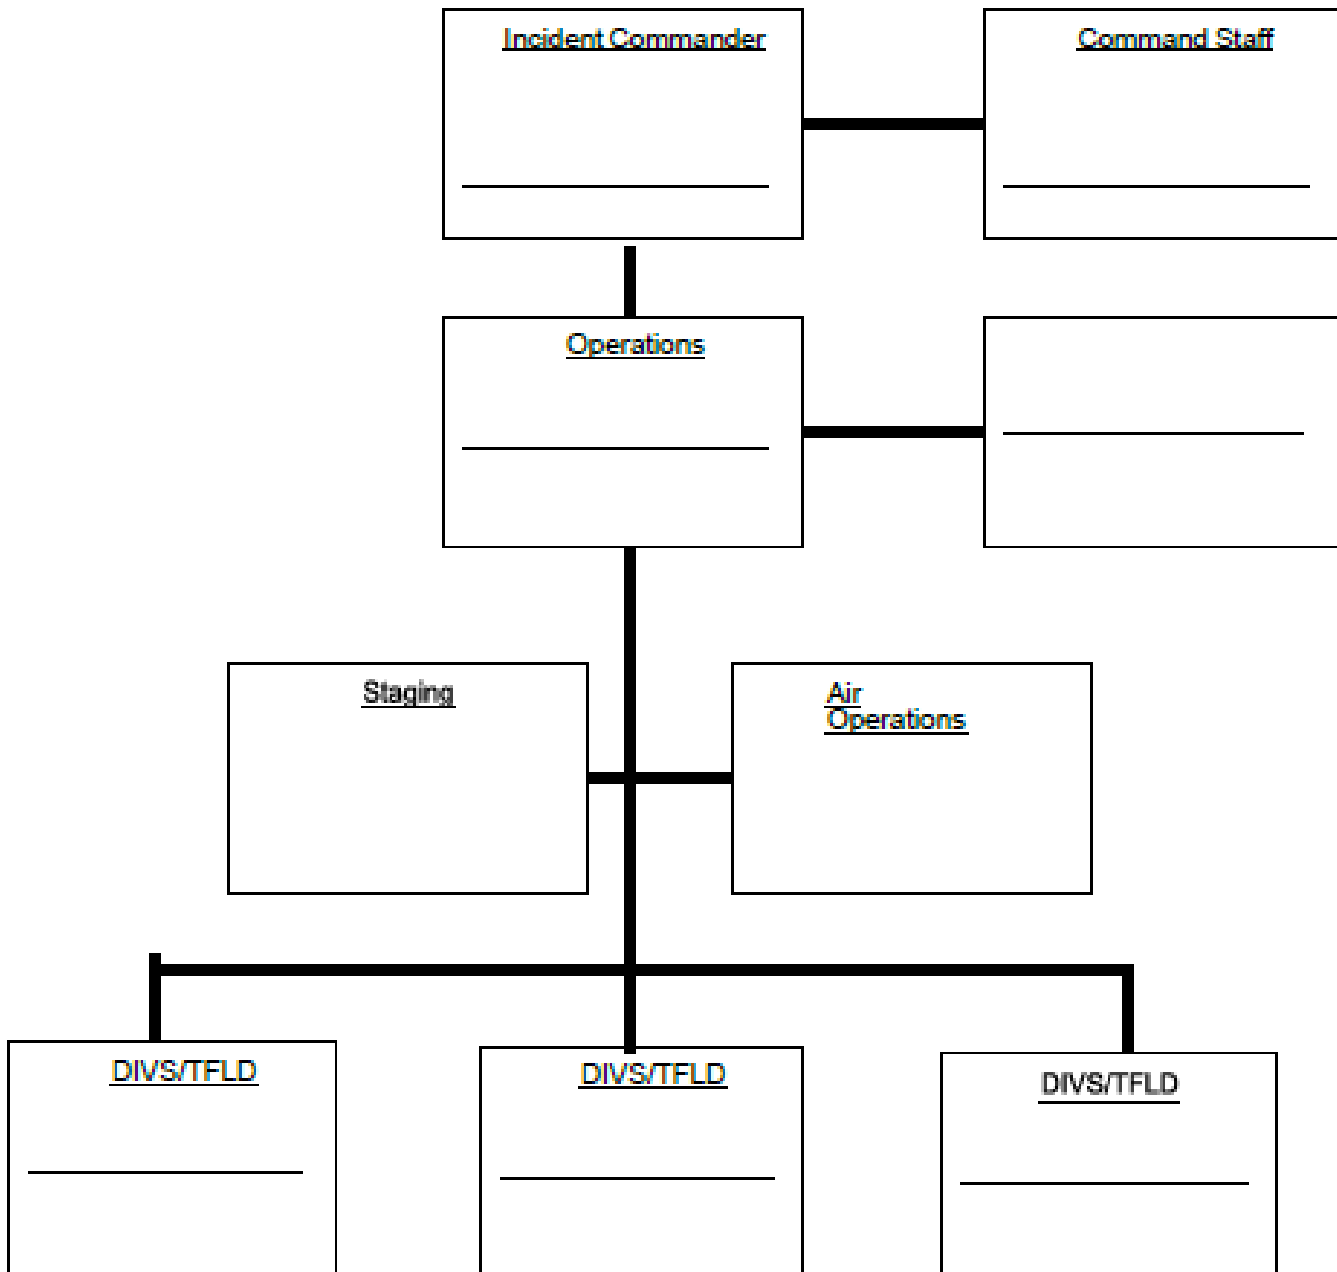 Incident Commander
Command Staff
Operations
Staging
Air
Operations
DIVS/TFLD
DIVS/TFLD
DIVS/TFLD